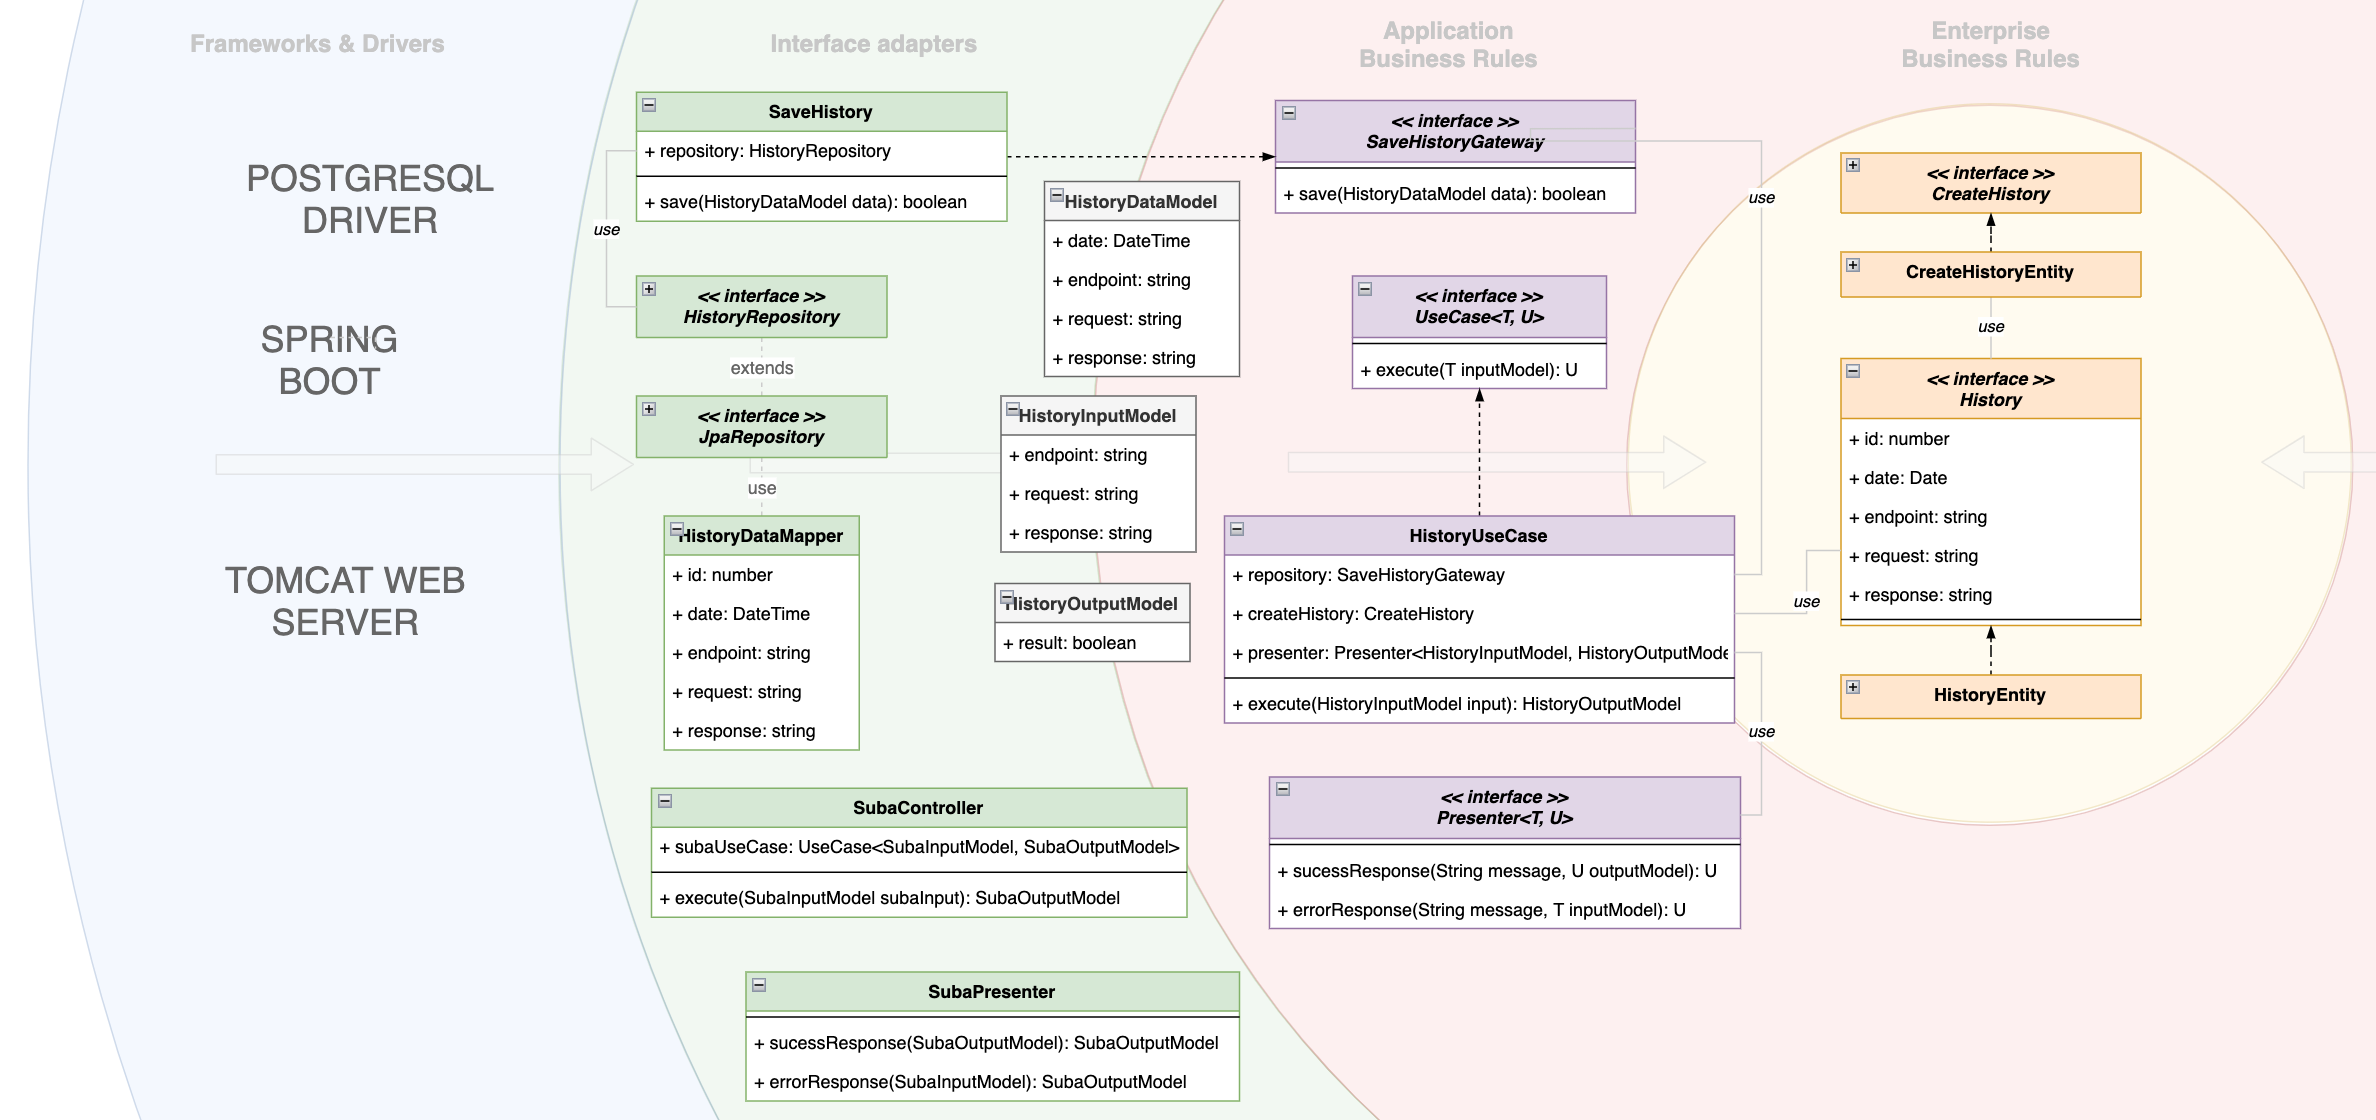 Frameworks & Drivers
Interface adapters
Application
Business Rules
Enterprise
Business Rules
POSTGRESQL
DRIVER
SPRING
BOOT
TOMCAT WEB
SERVER
SaveHistory
+ repository: HistoryRepository
+ save(HistoryDataModel data): boolean
use
<< interface >>
HistoryRepository
extends
<< interface >>
JpaRepository
use
HistoryDataMapper
+ id: number
+ date: DateTime
+ endpoint: string
+ request: string
+ response: string
SubaController
+ subaUseCase: UseCase<SubaInputModel, SubaOutputModel>
+ execute(SubaInputModel subaInput): SubaOutputModel
SubaPresenter
+ sucessResponse(SubaOutputModel): SubaOutputModel
+ errorResponse(SubaInputModel): SubaOutputModel
HistoryDataModel
+ date: DateTime
+ endpoint: string
+ request: string
+ response: string
HistoryInputModel
+ endpoint: string
+ request: string
+ response: string
HistoryOutputModel
+ result: boolean
<< interface >>
SaveHistoryGateway
+ save(HistoryDataModel data): boolean
use
<< interface >>
UseCase<T, U>
+ execute(T inputModel): U
HistoryUseCase
+ repository: SaveHistoryGateway
+ createHistory: CreateHistory
+ presenter: Presenter<HistoryInputModel, HistoryOutputMode
+ execute(HistoryInputModel input): HistoryOutputModel
use
use
<< interface >>
Presenter<T, U>
+ sucessResponse(String message, U outputModel): U
+ errorResponse(String message, T inputModel): U
<< interface >>
CreateHistory
CreateHistoryEntity
use
<< interface >>
History
+ id: number
+ date: Date
+ endpoint: string
+ request: string
+ response: string
HistoryEntity